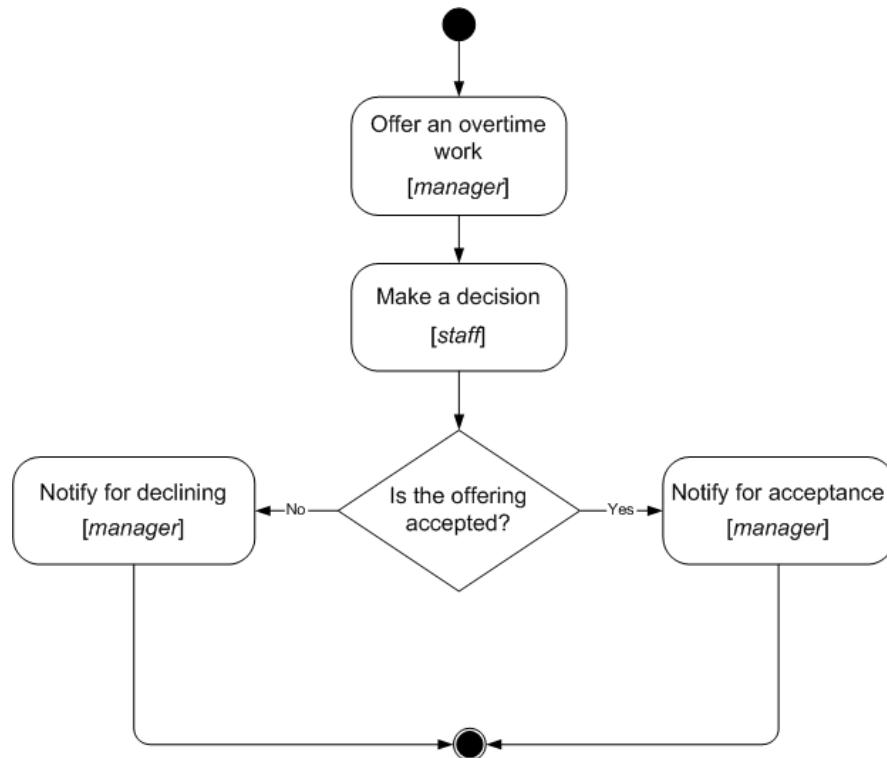 Offer an overtime
work
[manager]
Make a decision
[staff]
Is the offering
accepted?
No
Yes
Notify for declining
[manager]
Notify for acceptance
[manager]